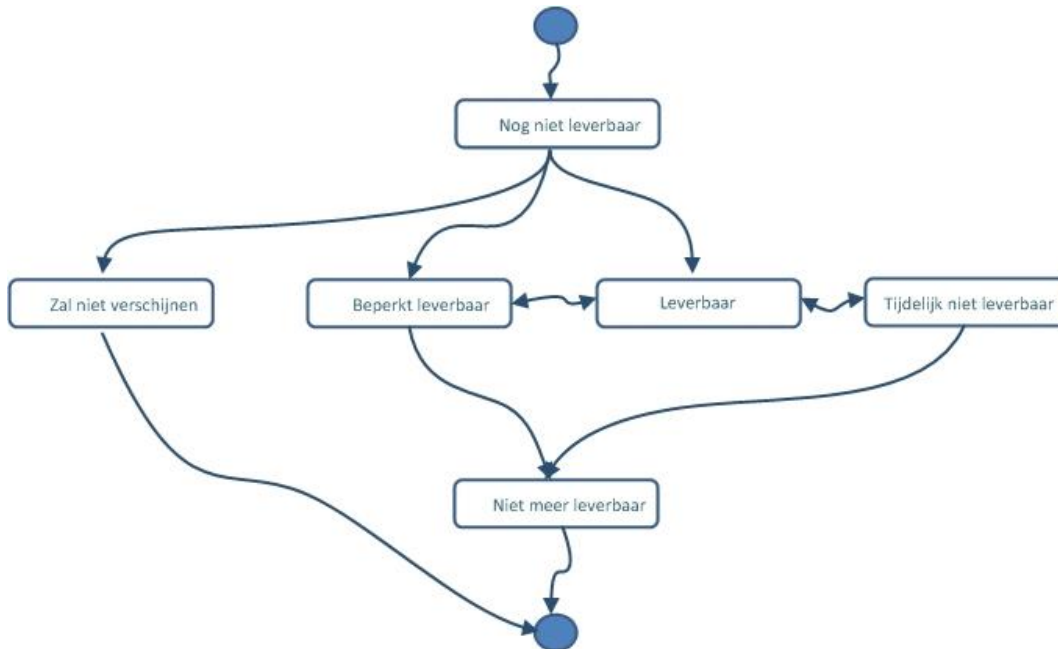 Nog niet leverbaar
Zal niet verschijnen
Beperkt leverbaar
Leverbaar
Tijdelijk niet leverbaar
Niet meer leverbaar